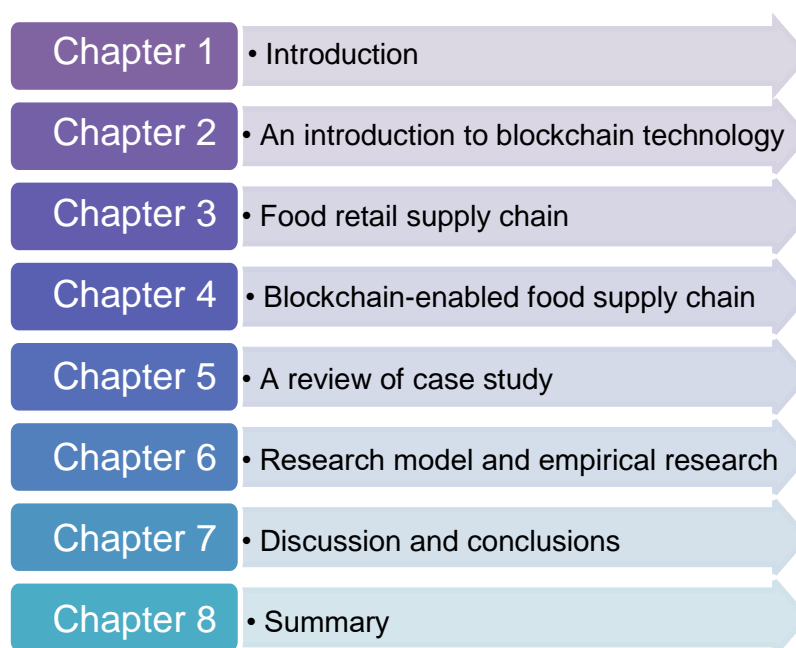 Chapter 1 • Introduction
Chapter 2 • An introduction to blockchain technology
Chapter 3 • Food retail supply chain
Chapter 4 • Blockchain-enabled food supply chain
Chapter 5 • A review of case study
Chapter 6 • Research model and empirical research
Chapter 7 • Discussion and conclusions
Chapter 8 • Summary